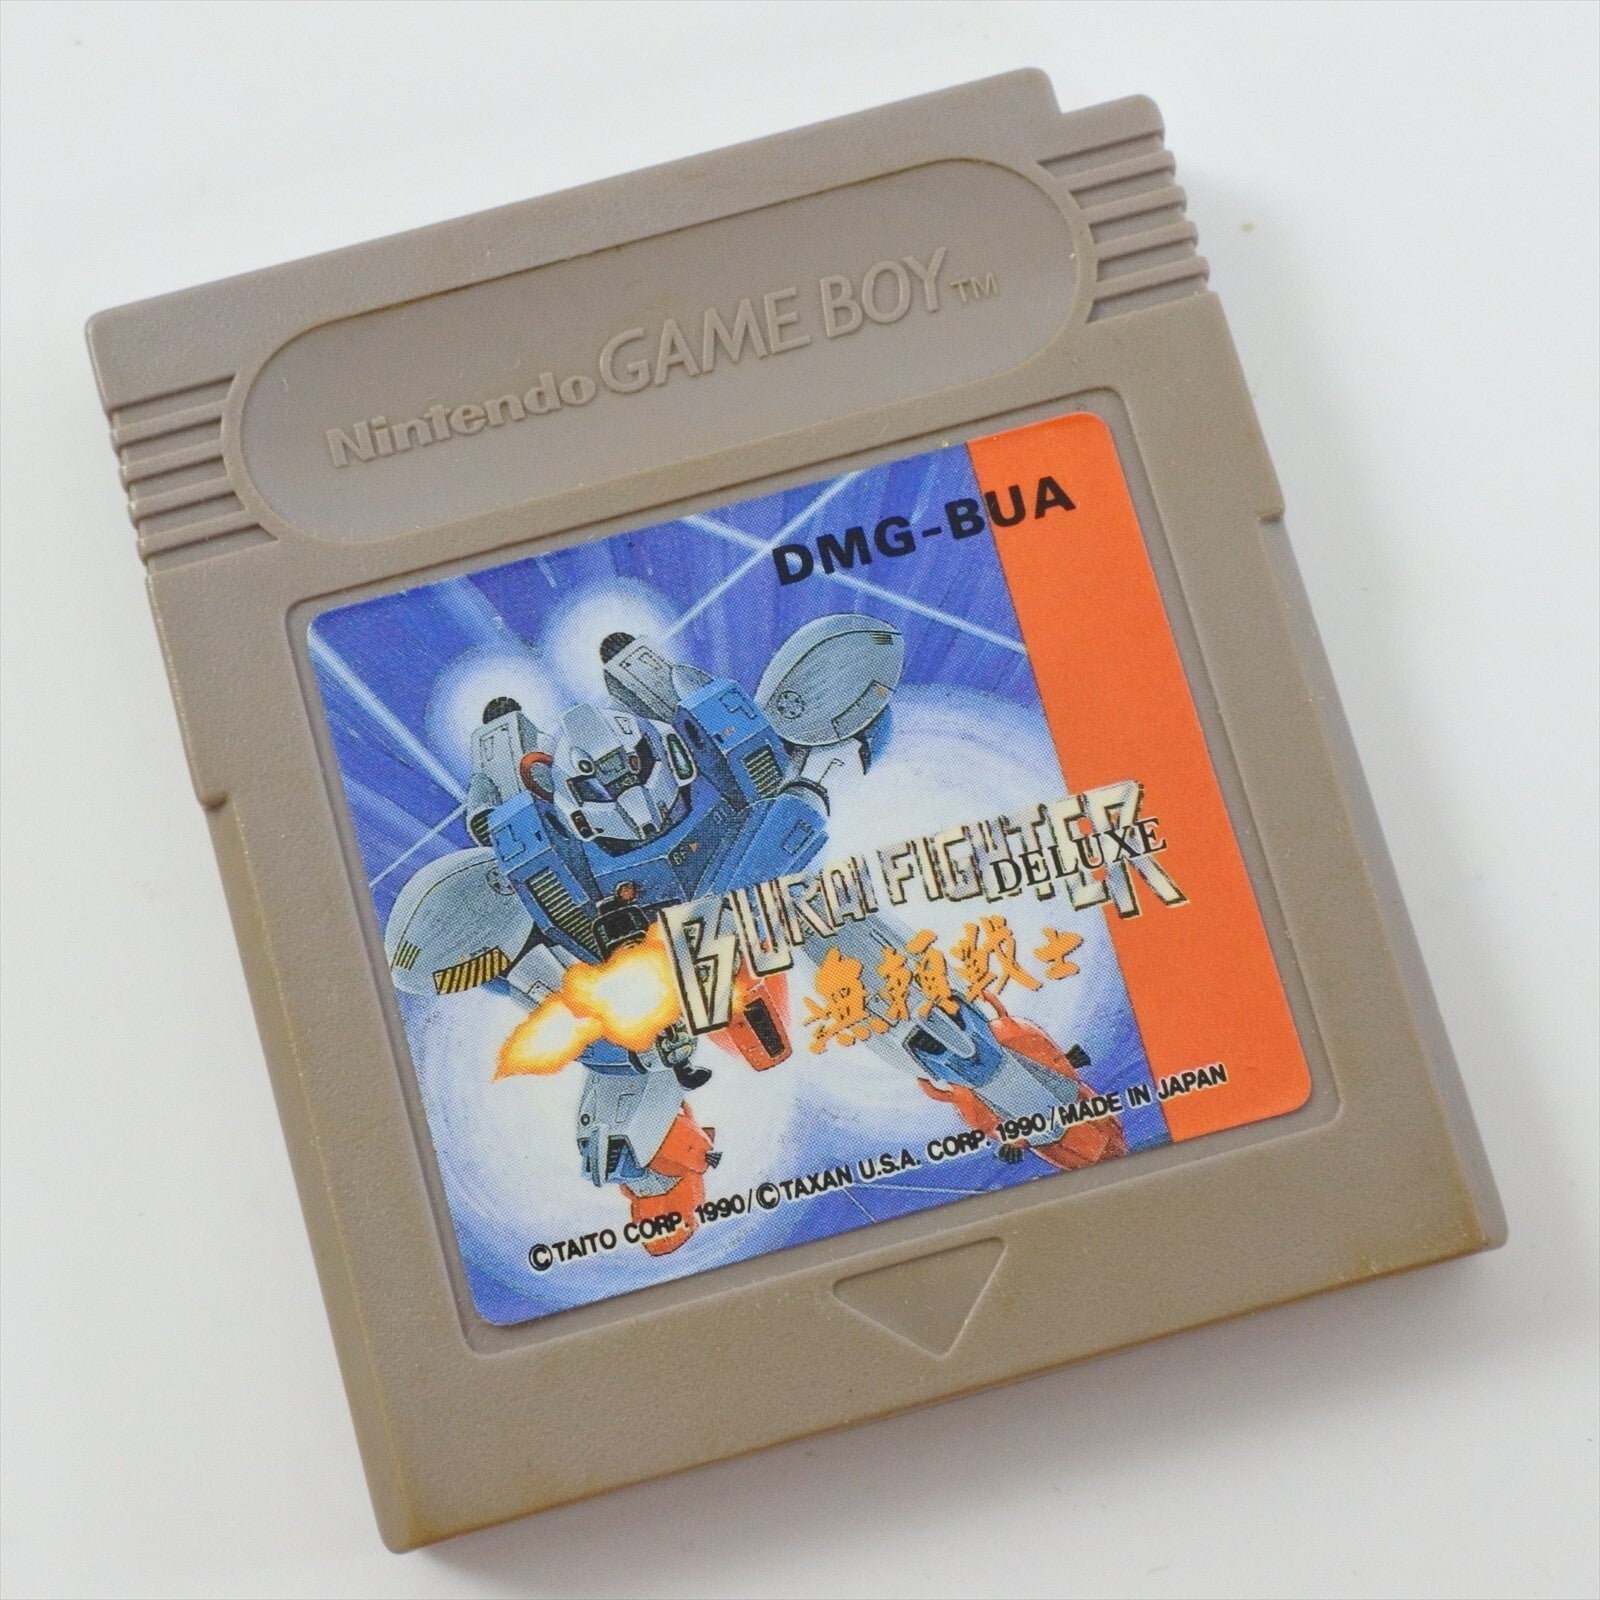 Nintendo GAME BOY™
DMG-BUA
BURAI FIGHTER
DELUXE
無頼戦士
©TAITO CORP. 1990/©TAXAN U.S.A. CORP. 1990/MADE IN JAPAN